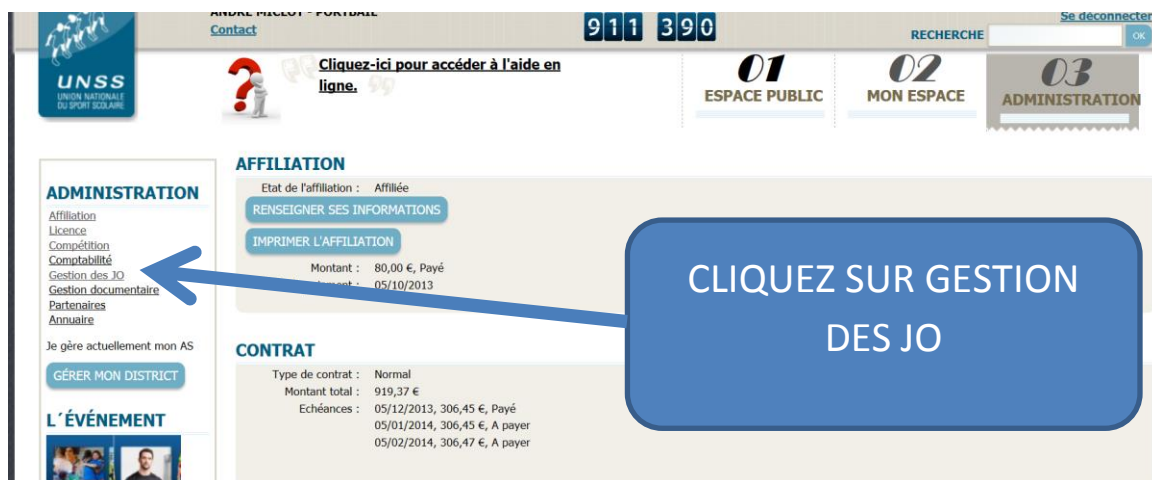 ANDRE MICLOT - PORTBAIL
Contact
911 390
Se déconnecter
RECHERCHE
OK
UNSS
UNION NATIONALE
DU SPORT SCOLAIRE
Cliquez-ici pour accéder à l'aide en
ligne.
01
ESPACE PUBLIC
02
MON ESPACE
03
ADMINISTRATION
ADMINISTRATION
Affiliation
Licence
Compétition
Comptabilité
Gestion des JO
Gestion documentaire
Partenaires
Annuaire
Je gère actuellement mon AS
GÉRER MON DISTRICT
L´ÉVÉNEMENT
AFFILIATION
Etat de l'affiliation : Affiliée
RENSEIGNER SES INFORMATIONS
IMPRIMER L'AFFILIATION
Montant : 80,00 €, Payé
05/10/2013
CONTRAT
Type de contrat : Normal
Montant total : 919,37 €
Echéances : 05/12/2013, 306,45 €, Payé
05/01/2014, 306,45 €, A payer
05/02/2014, 306,47 €, A payer
CLIQUEZ SUR GESTION
DES JO